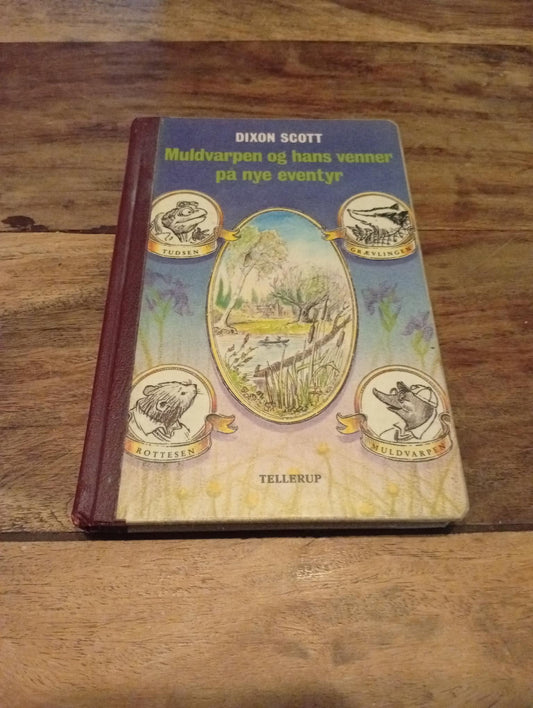 DIXON SCOTT
Muldvarpen og hans venner
på nye eventyr
TUDSEN
GRÆVLINGEN
ROTTESEN
MULDVARPEN
TELLERUP